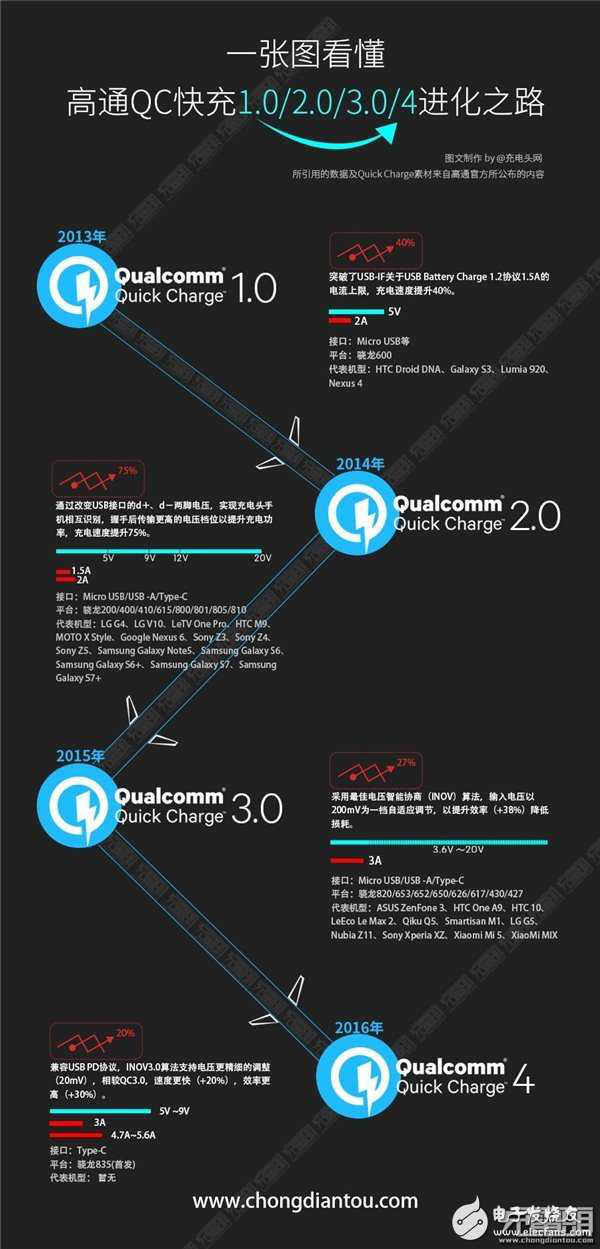 一张图看懂
高通QC快充1.0/2.0/3.0/4进化之路
图文制作 by @充电头网
所引用的数据及Quick Charge素材来自高通官方所公布的内容
2013年
Qualcomm®
Quick Charge™ 1.0
40%
突破了USB-IF关于USB Battery Charge 1.2协议1.5A的
电流上限，充电速度提升40%。
5V
2A
接口：Micro USB等
平台：骁龙600
代表机型：HTC Droid DNA、Galaxy S3、Lumia 920、
Nexus 4
2014年
Qualcomm®
Quick Charge™ 2.0
75%
通过改变USB接口的d＋、d－两脚电压，实现充电头手
机相互识别，握手后传输更高的电压档位以提升充电功
率，充电速度提升75%。
5V 9V 12V 20V
1.5A
2A
接口：Micro USB/USB -A/Type-C
平台：骁龙200/400/410/615/800/801/805/810
代表机型：LG G4、LG V10、LeTV One Pro、HTC M9、
MOTO X Style、Google Nexus 6、Sony Z3、Sony Z4、
Sony Z5、Samsung Galaxy Note5、Samsung Galaxy S6、
Samsung Galaxy S6+、Samsung Galaxy S7、Samsung
Galaxy S7+
2015年
Qualcomm®
Quick Charge™ 3.0
27%
采用最佳电压智能协商（INOV）算法，输入电压以
200mV为一档自适应调节，以提升效率（+38%）降低
损耗。
3.6V ～20V
3A
接口：Micro USB/USB -A/Type-C
平台：骁龙820/653/652/650/626/617/430/427
代表机型：ASUS ZenFone 3、HTC One A9、HTC 10、
LeEco Le Max 2、Qiku Q5、Smartisan M1、LG G5、
Nubia Z11、Sony Xperia XZ、Xiaomi Mi 5、XiaoMi MIX
2016年
Qualcomm®
Quick Charge™ 4
20%
兼容USB PD协议，INOV3.0算法支持电压更精细的调整
（20mV），相较QC3.0，速度更快（+20%），效率更
高（+30%）。
5V ~9V
3A
4.7A~5.6A
接口：Type-C
平台：骁龙835(首发)
代表机型： 暂无
www.chongdiantou.com
电子发烧友
www.elecfans.com
www.chongdiantou.com